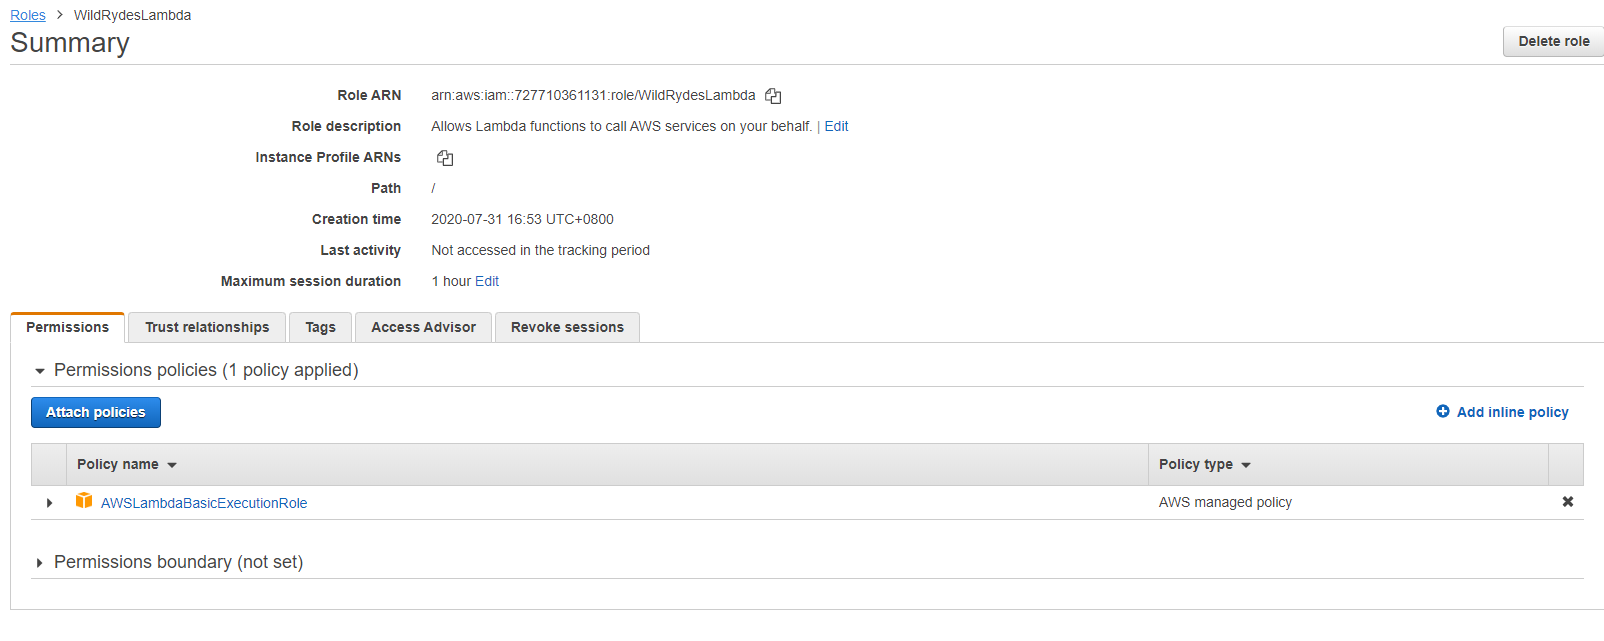 Roles > WildRydesLambda
Summary
Delete role
Role ARN arn:aws:iam::727710361131:role/WildRydesLambda
Role description Allows Lambda functions to call AWS services on your behalf. | Edit
Instance Profile ARNs
Path /
Creation time 2020-07-31 16:53 UTC+0800
Last activity Not accessed in the tracking period
Maximum session duration 1 hour Edit
Permissions Trust relationships Tags Access Advisor Revoke sessions
Permissions policies (1 policy applied)
Attach policies Add inline policy
Policy name Policy type
AWSLambdaBasicExecutionRole AWS managed policy
Permissions boundary (not set)